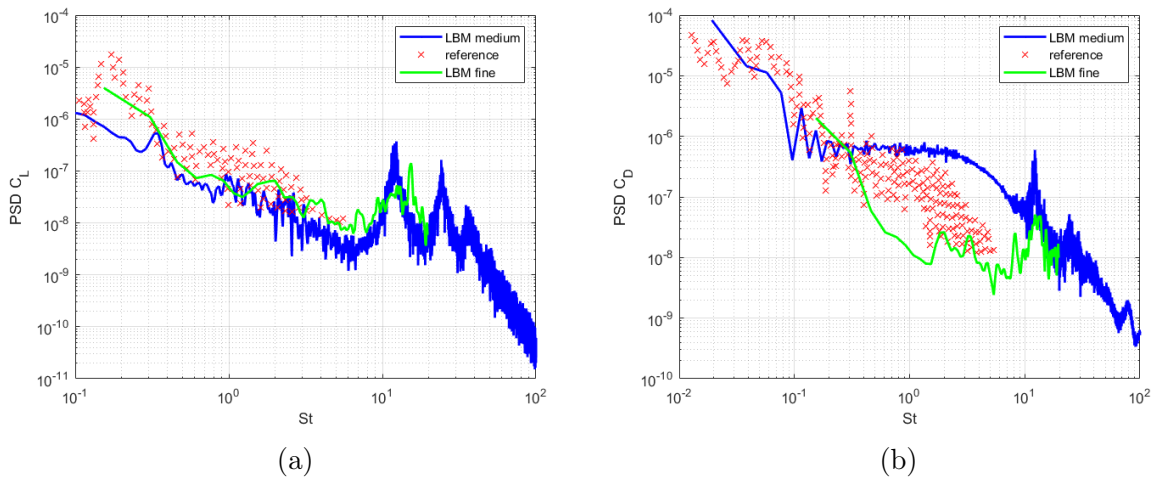 10^-4
10^-5
10^-6
10^-7
10^-8
10^-9
10^-10
10^-11
PSD C_L
10^-1
10^0
10^1
10^2
St
LBM medium
reference
LBM fine
(a)
10^-4
10^-5
10^-6
10^-7
10^-8
10^-9
10^-10
PSD C_D
10^-2
10^-1
10^0
10^1
10^2
St
LBM medium
reference
LBM fine
(b)